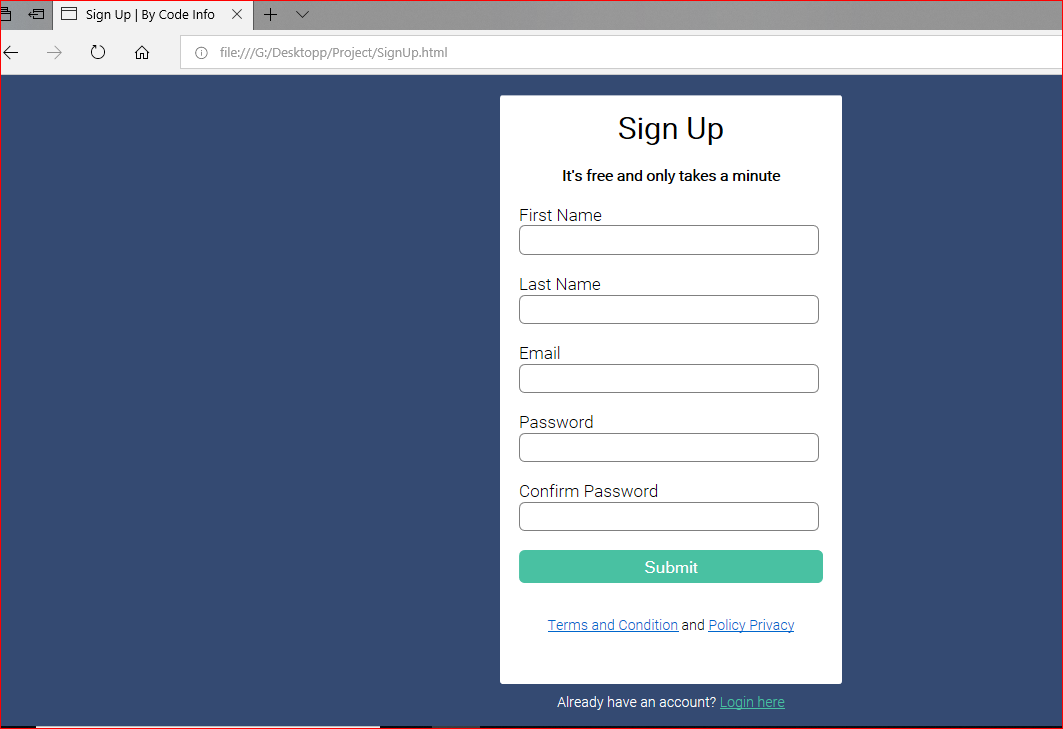 Sign Up | By Code Info
file:///G:/Desktopp/Project/SignUp.html
Sign Up
It's free and only takes a minute
First Name
Last Name
Email
Password
Confirm Password
Submit
Terms and Condition and Policy Privacy
Already have an account? Login here